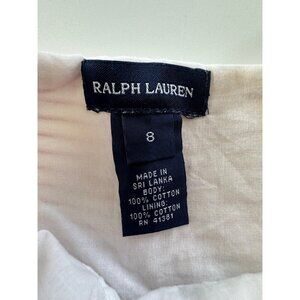 RALPH LAUREN
8
MADE IN
SRI LANKA
BODY:
100% COTTON
LINING:
100% COTTON
RN 41381